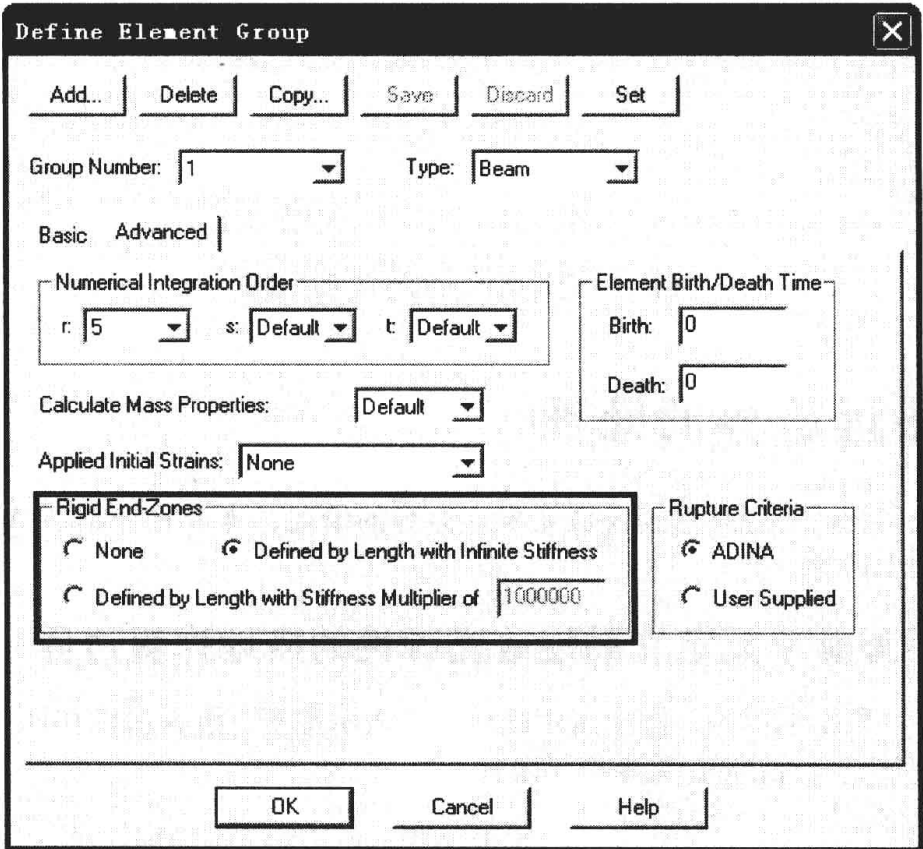 Define Element Group
Add... Delete Copy... Save Discard Set
Group Number: 1 Type: Beam
Basic Advanced
Numerical Integration Order
r: 5 s: Default t: Default
Element Birth/Death Time
Birth: 0
Death: 0
Calculate Mass Properties: Default
Applied Initial Strains: None
Rigid End-Zones
None Defined by Length with Infinite Stiffness
Defined by Length with Stiffness Multiplier of 1000000
Rupture Criteria
ADINA
User Supplied
OK Cancel Help